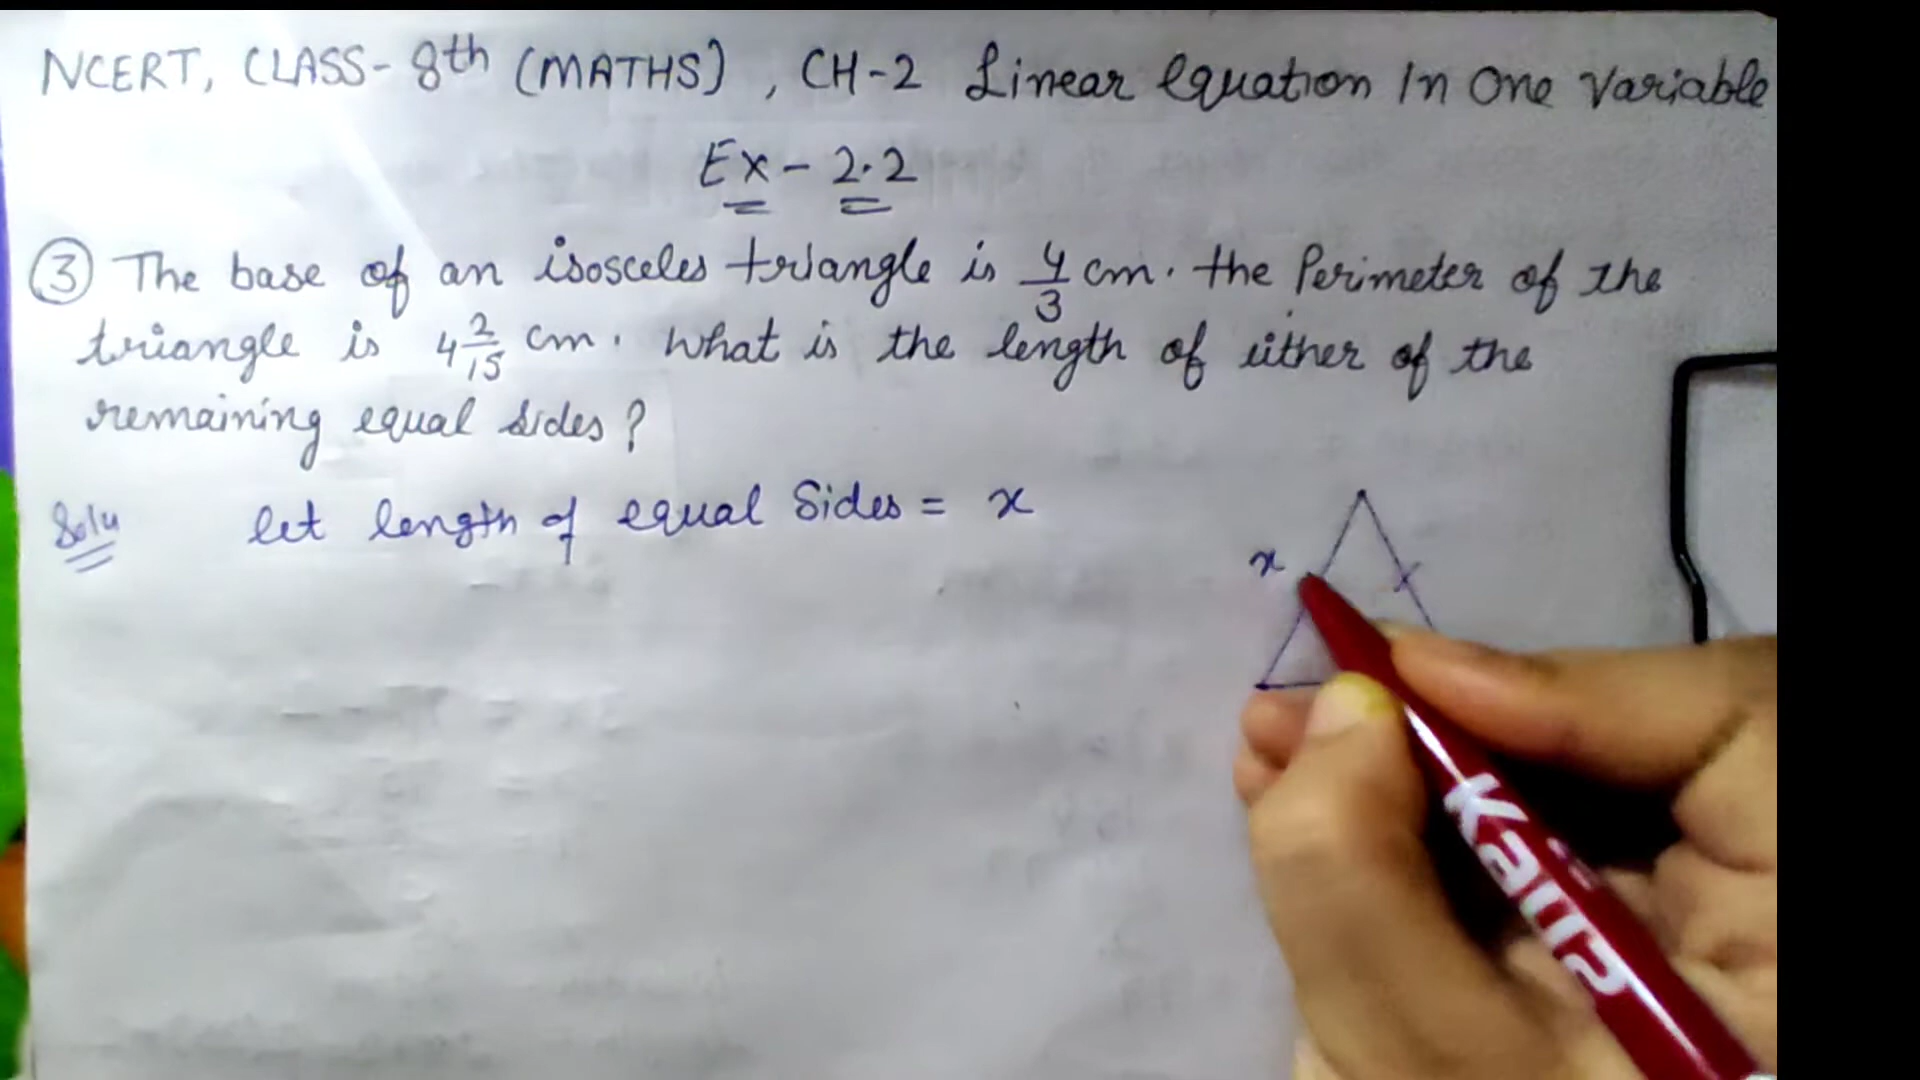 NCERT, CLASS- 8th (MATHS) , CH-2 Linear Equation In One Variable
Ex - 2.2
③ The base of an isosceles triangle is 4/3 cm. the Perimeter of the
triangle is 4 2/15 cm. What is the length of either of the
remaining equal sides?
Solu let length of equal Sides = x
x